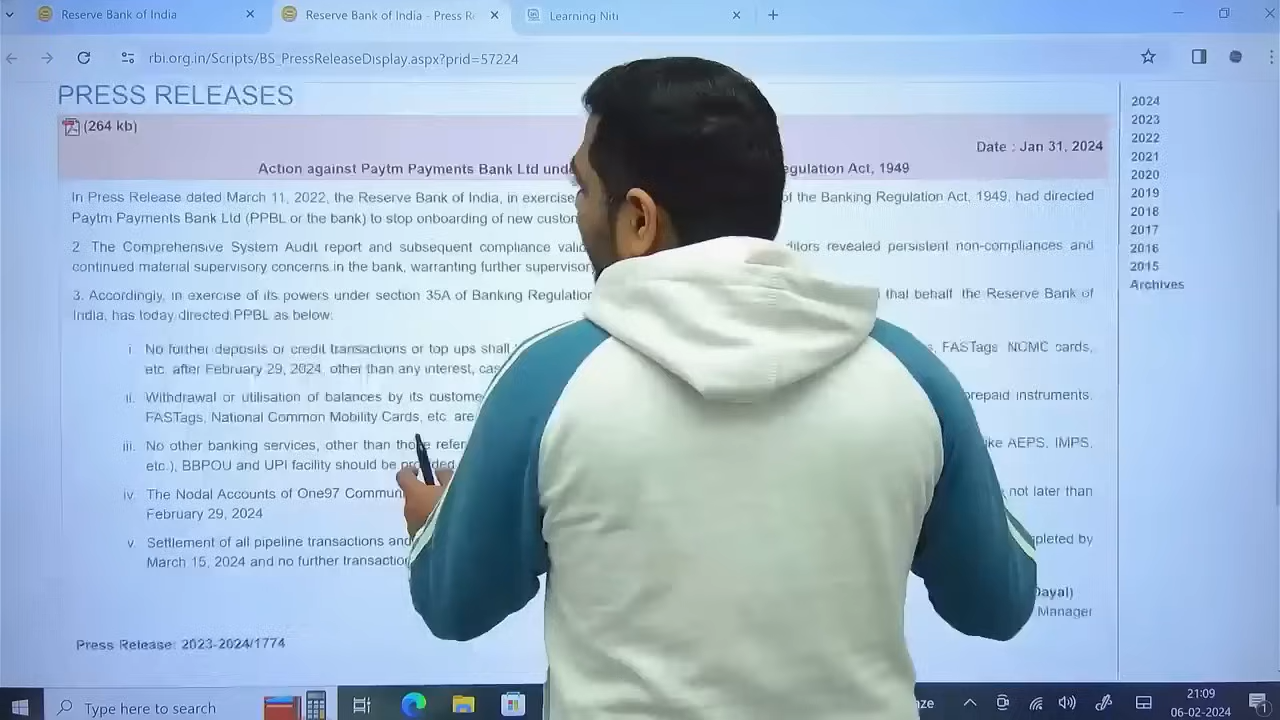 Reserve Bank of India
Reserve Bank of India - Press R
Learning Niti
rbi.org.in/Scripts/BS_PressReleaseDisplay.aspx?prid=57224
PRESS RELEASES
(264 kb)
Date : Jan 31, 2024
Action against Paytm Payments Bank Ltd unde egulation Act, 1949
In Press Release dated March 11, 2022, the Reserve Bank of India, in exercise of the Banking Regulation Act, 1949, had directed
Paytm Payments Bank Ltd (PPBL or the bank) to stop onboarding of new custon
2. The Comprehensive System Audit report and subsequent compliance valid ditors revealed persistent non-compliances and
continued material supervisory concerns in the bank, warranting further supervisory
3. Accordingly, in exercise of its powers under section 35A of Banking Regulation that behalf the Reserve Bank of
India, has today directed PPBL as below:
i. No further deposits or credit transactions or top ups shall s, FASTags, NCMC cards,
etc. after February 29, 2024, other than any interest, cas
ii. Withdrawal or utilisation of balances by its custome prepaid instruments,
FASTags, National Common Mobility Cards, etc. are
iii. No other banking services, other than those refer ike AEPS, IMPS,
etc.), BBPOU and UPI facility should be provided
iv. The Nodal Accounts of One97 Commun not later than
February 29, 2024
v. Settlement of all pipeline transactions and pleted by
March 15, 2024 and no further transaction
Dayal)
Manager
Press Release: 2023-2024/1774
2024
2023
2022
2021
2020
2019
2018
2017
2016
2015
Archives
Type here to search
21:09
06-02-2024